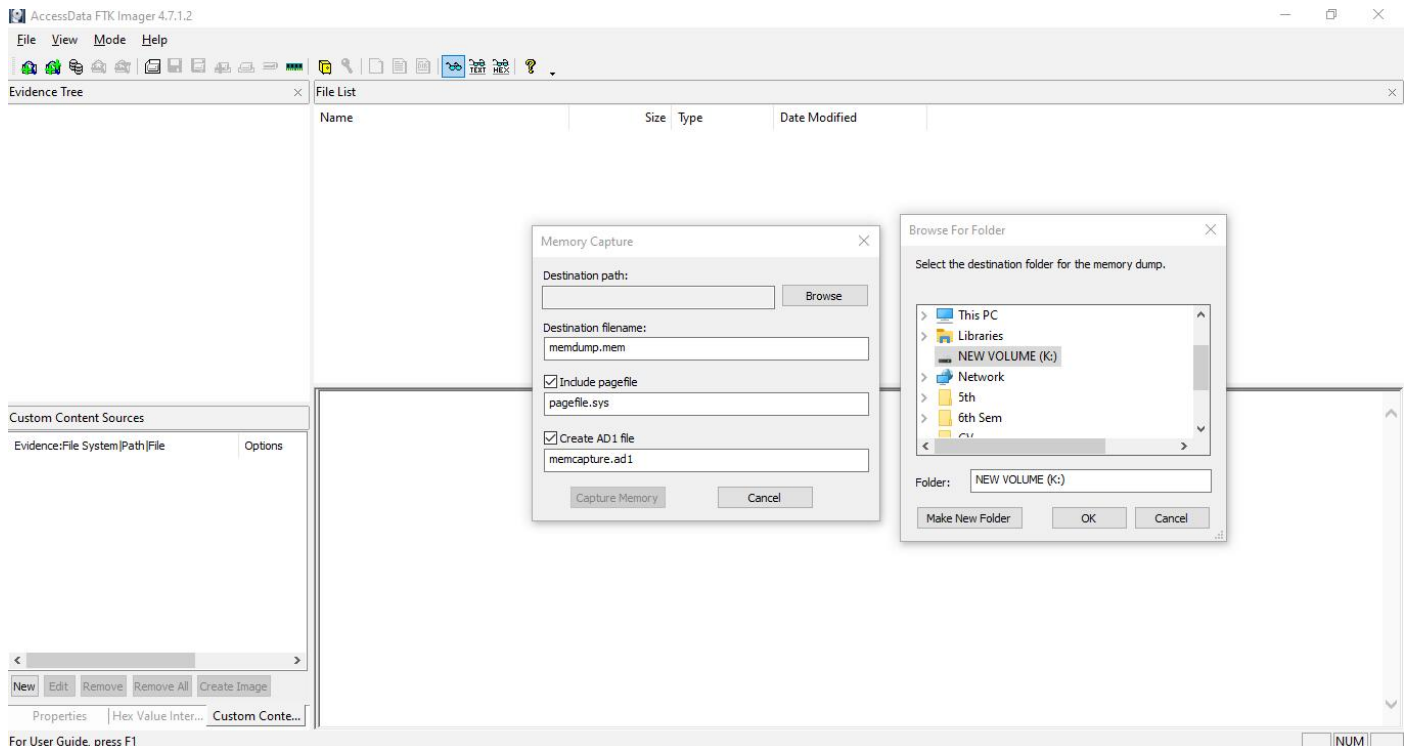 AccessData FTK Imager 4.7.1.2
File View Mode Help
TEXT HEX
Evidence Tree
File List
Name Size Type Date Modified
Memory Capture
Destination path:
Browse
Destination filename:
memdump.mem
Include pagefile
pagefile.sys
Create AD1 file
memcapture.ad1
Capture Memory Cancel
Browse For Folder
Select the destination folder for the memory dump.
This PC
Libraries
NEW VOLUME (K:)
Network
5th
6th Sem
CV
Folder: NEW VOLUME (K:)
Make New Folder OK Cancel
Custom Content Sources
Evidence:File System|Path|File Options
New Edit Remove Remove All Create Image
Properties Hex Value Inter... Custom Conte...
For User Guide, press F1
NUM